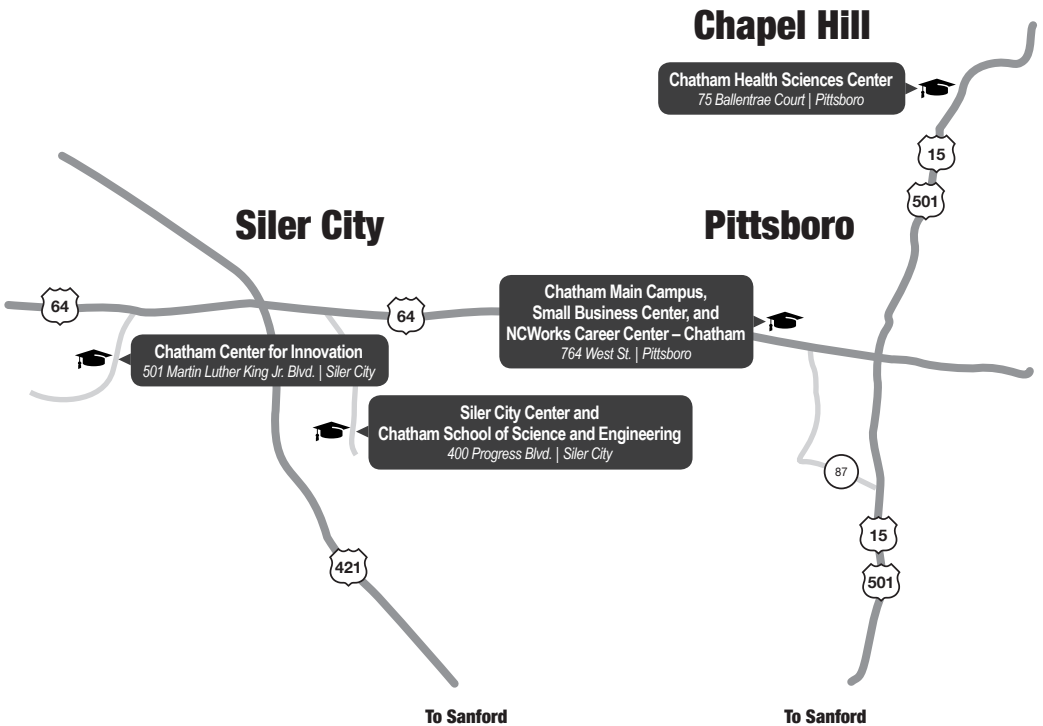 Chapel Hill
Chatham Health Sciences Center
75 Ballentrae Court | Pittsboro
15
501
Siler City
Pittsboro
64
64
Chatham Main Campus,
Small Business Center, and
NCWorks Career Center – Chatham
764 West St. | Pittsboro
Chatham Center for Innovation
501 Martin Luther King Jr. Blvd. | Siler City
Siler City Center and
Chatham School of Science and Engineering
400 Progress Blvd. | Siler City
87
15
421
501
To Sanford
To Sanford